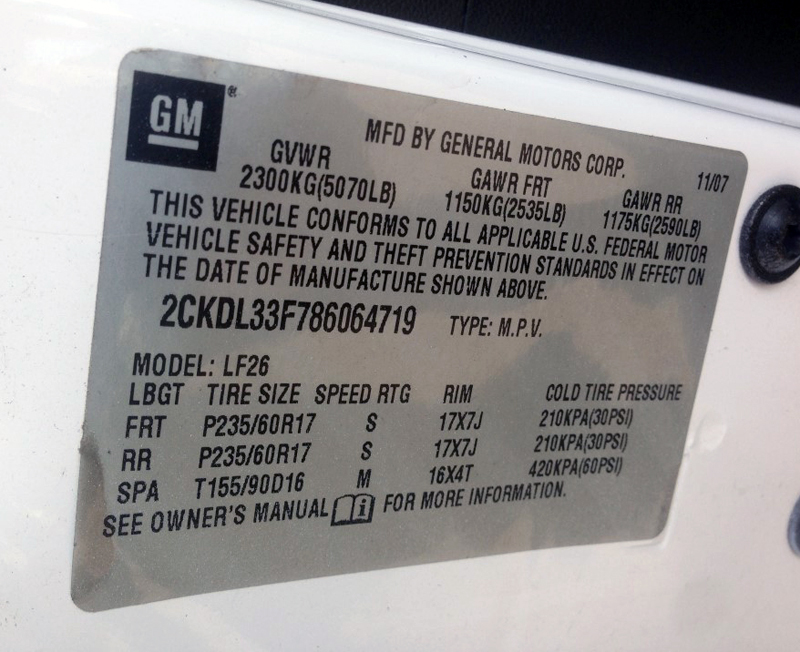 GM®
MFD BY GENERAL MOTORS CORP. 11/07
GVWR GAWR FRT GAWR RR
2300KG(5070LB) 1150KG(2535LB) 1175KG(2590LB)
THIS VEHICLE CONFORMS TO ALL APPLICABLE U.S. FEDERAL MOTOR
VEHICLE SAFETY AND THEFT PREVENTION STANDARDS IN EFFECT ON
THE DATE OF MANUFACTURE SHOWN ABOVE.
2CKDL33F786064719 TYPE: M.P.V.
MODEL: LF26
LBGT TIRE SIZE SPEED RTG RIM COLD TIRE PRESSURE
FRT P235/60R17 S 17X7J 210KPA(30PSI)
RR P235/60R17 S 17X7J 210KPA(30PSI)
SPA T155/90D16 M 16X4T 420KPA(60PSI)
SEE OWNER'S MANUAL i FOR MORE INFORMATION.